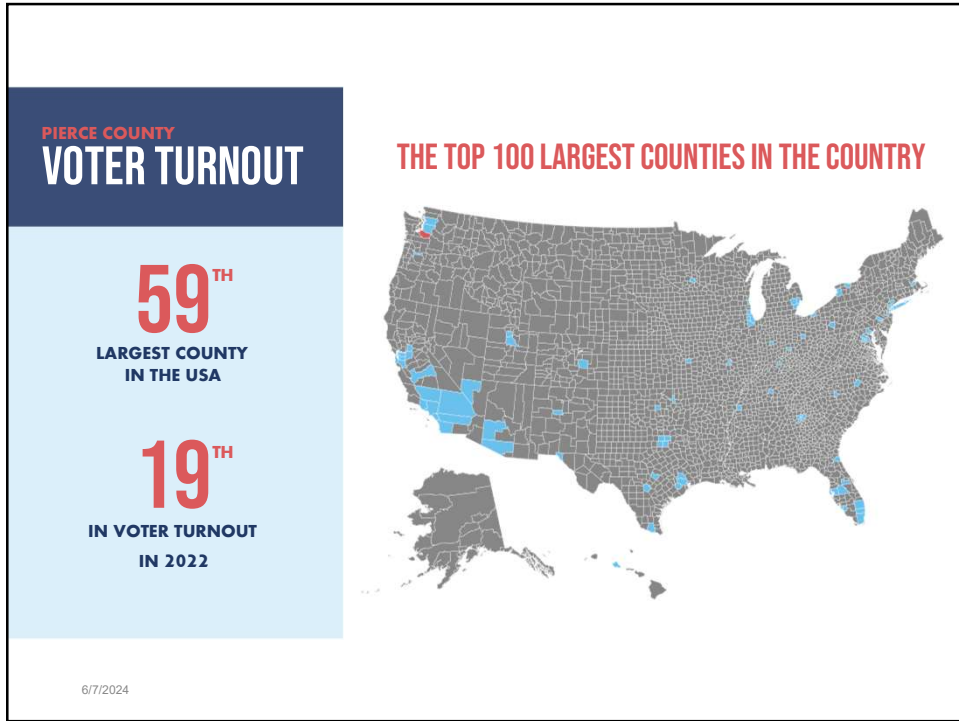 PIERCE COUNTY
VOTER TURNOUT
THE TOP 100 LARGEST COUNTIES IN THE COUNTRY
59TH
LARGEST COUNTY
IN THE USA
19TH
IN VOTER TURNOUT
IN 2022
6/7/2024